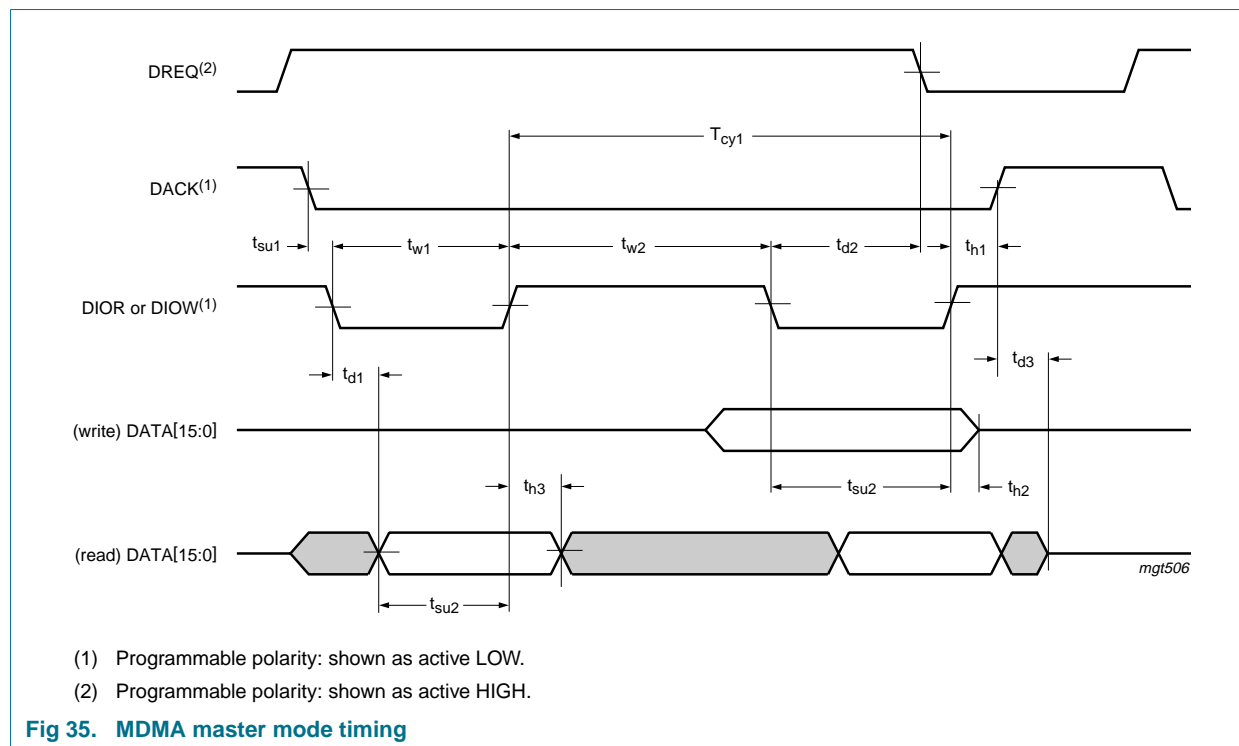 DREQ(2)
Tcy1
DACK(1)
tsu1
tw1
tw2
td2
th1
DIOR or DIOW(1)
td1
td3
(write) DATA[15:0]
th3
tsu2
th2
(read) DATA[15:0]
mgt506
tsu2
(1) Programmable polarity: shown as active LOW.
(2) Programmable polarity: shown as active HIGH.
Fig 35. MDMA master mode timing